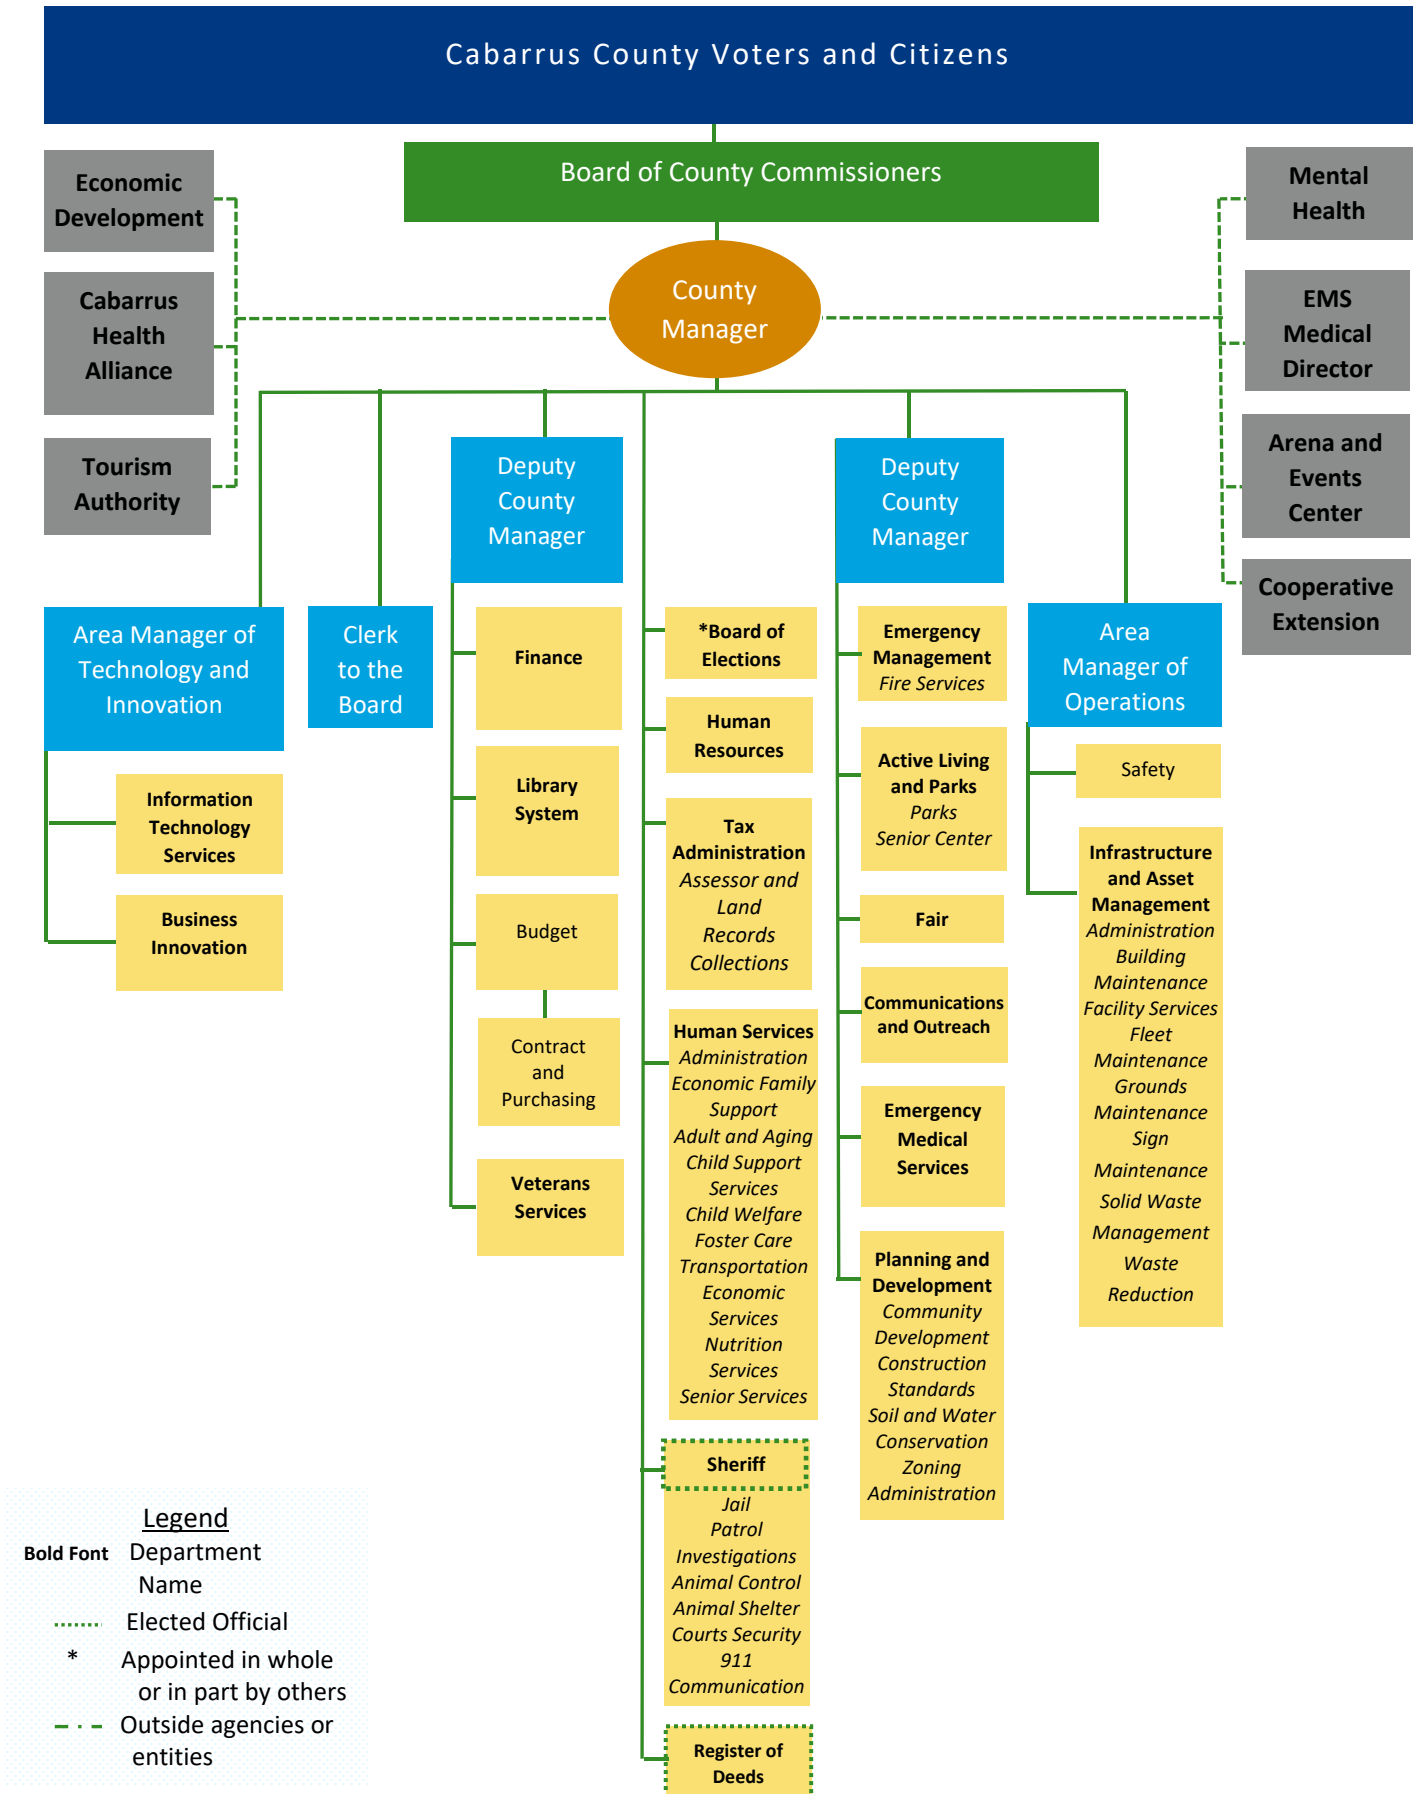 Cabarrus County Voters and Citizens
Board of County Commissioners
Economic
Development
Cabarrus
Health
Alliance
Tourism
Authority
County
Manager
Mental
Health
EMS
Medical
Director
Arena and
Events
Center
Cooperative
Extension
Area Manager of
Technology and
Innovation
Information
Technology
Services
Business
Innovation
Clerk
to the
Board
Deputy
County
Manager
Finance
Library
System
Budget
Contract
and
Purchasing
Veterans
Services
*Board of
Elections
Human
Resources
Tax
Administration
Assessor and
Land
Records
Collections
Human Services
Administration
Economic Family
Support
Adult and Aging
Child Support
Services
Child Welfare
Foster Care
Transportation
Economic
Services
Nutrition
Services
Senior Services
Sheriff
Jail
Patrol
Investigations
Animal Control
Animal Shelter
Courts Security
911
Communication
Register of
Deeds
Deputy
County
Manager
Emergency
Management
Fire Services
Active Living
and Parks
Parks
Senior Center
Fair
Communications
and Outreach
Emergency
Medical
Services
Planning and
Development
Community
Development
Construction
Standards
Soil and Water
Conservation
Zoning
Administration
Area
Manager of
Operations
Safety
Infrastructure
and Asset
Management
Administration
Building
Maintenance
Facility Services
Fleet
Maintenance
Grounds
Maintenance
Sign
Maintenance
Solid Waste
Management
Waste
Reduction
Legend
Bold Font Department
Name
Elected Official
* Appointed in whole
or in part by others
Outside agencies or
entities